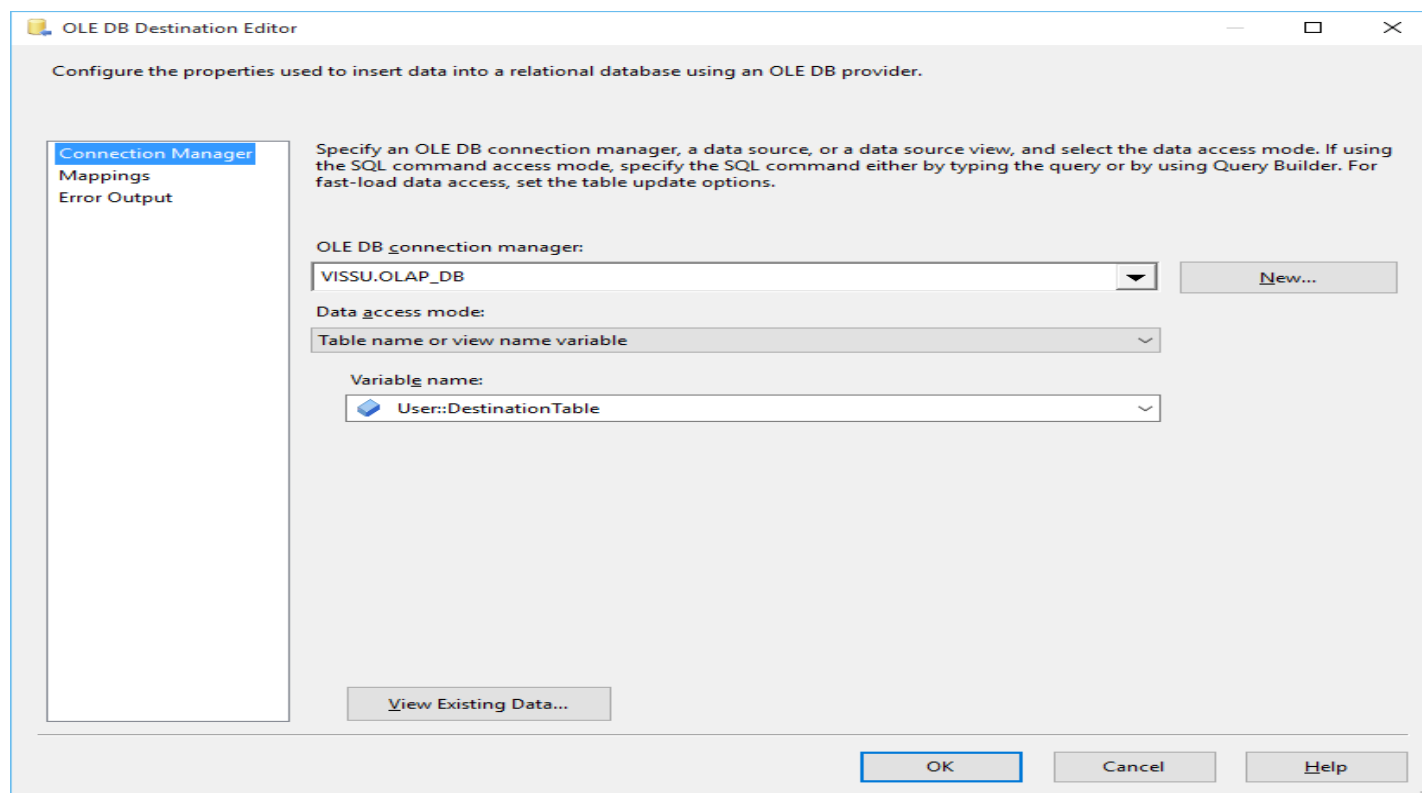 OLE DB Destination Editor
Configure the properties used to insert data into a relational database using an OLE DB provider.
Connection Manager
Mappings
Error Output
Specify an OLE DB connection manager, a data source, or a data source view, and select the data access mode. If using
the SQL command access mode, specify the SQL command either by typing the query or by using Query Builder. For
fast-load data access, set the table update options.
OLE DB connection manager:
VISSU.OLAP_DB
New...
Data access mode:
Table name or view name variable
Variable name:
User::DestinationTable
View Existing Data...
OK
Cancel
Help